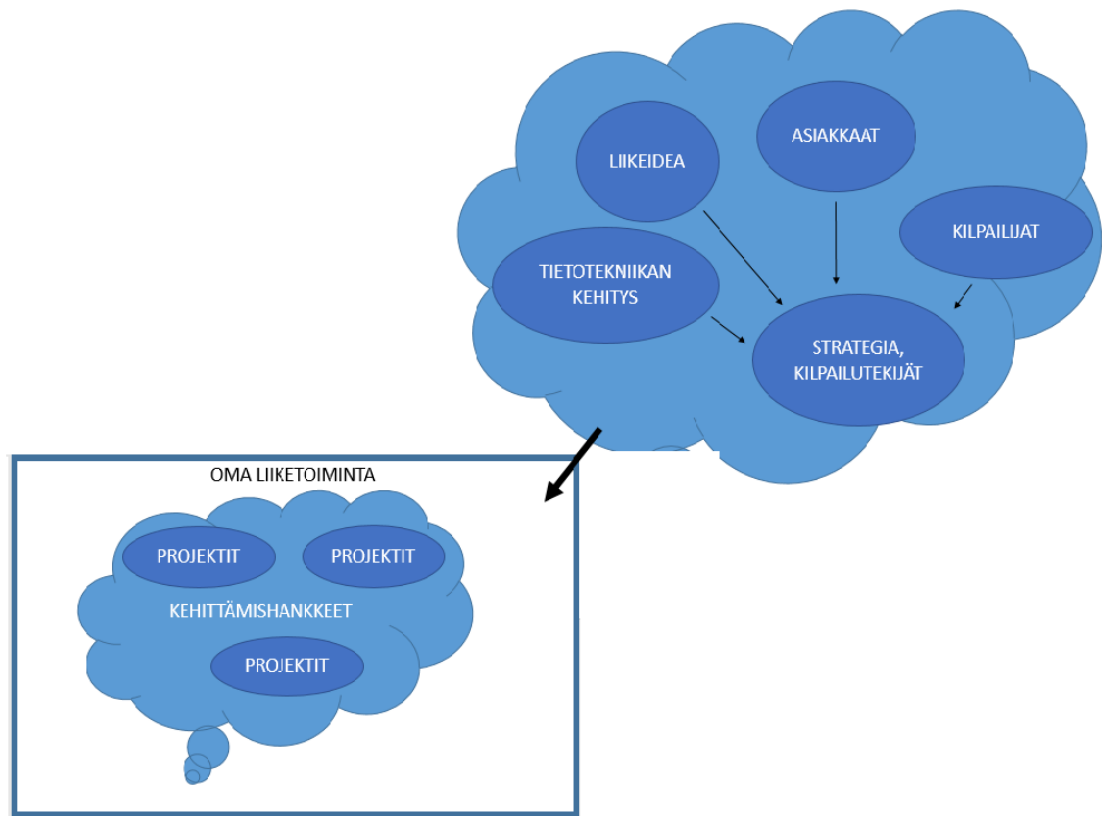 ASIAKKAAT
LIIKEIDEA
KILPAILIJAT
TIETOTEKNIIKAN
KEHITYS
STRATEGIA,
KILPAILUTEKIJÄT
OMA LIIKETOIMINTA
PROJEKTIT
PROJEKTIT
KEHITTÄMISHANKKEET
PROJEKTIT